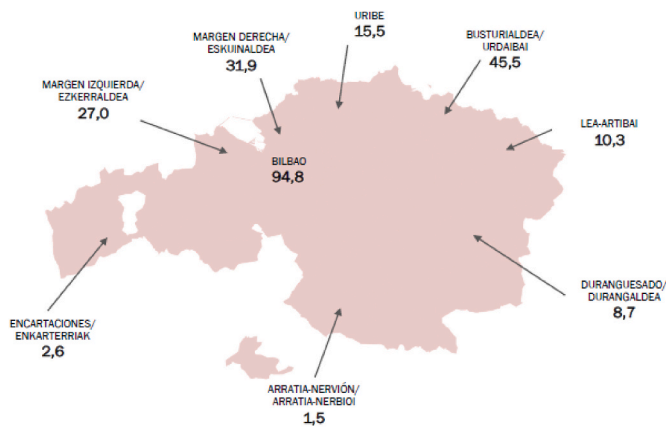 URIBE
15,5
MARGEN DERECHA/
ESKUINALDEA
31,9
BUSTURIALDEA/
URDAIBAI
45,5
MARGEN IZQUIERDA/
EZKERRALDEA
27,0
LEA-ARTIBAI
10,3
BILBAO
94,8
DURANGUESADO/
DURANGALDEA
8,7
ENCARTACIONES/
ENKARTERRIAK
2,6
ARRATIA-NERVIÓN/
ARRATIA-NERBIOI
1,5